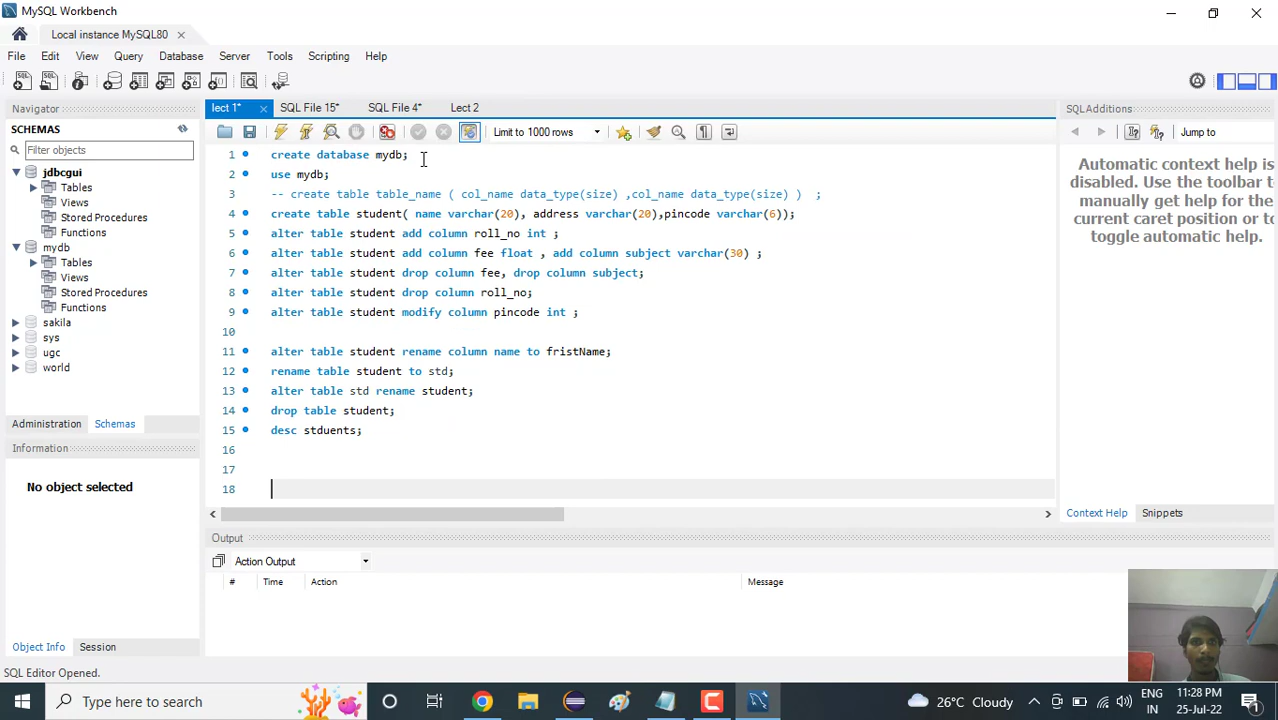 MySQL Workbench
Local instance MySQL80
File Edit View Query Database Server Tools Scripting Help
Navigator
lect 1* SQL File 15* SQL File 4* Lect 2
SQLAdditions
SCHEMAS
Limit to 1000 rows
Jump to
Filter objects
jdbcgui
Tables
Views
Stored Procedures
Functions
mydb
Tables
Views
Stored Procedures
Functions
sakila
sys
ugc
world
Administration Schemas
Information
No object selected
Object Info Session
1 create database mydb;
2 use mydb;
3 -- create table table_name ( col_name data_type(size) ,col_name data_type(size) ) ;
4 create table student( name varchar(20), address varchar(20),pincode varchar(6));
5 alter table student add column roll_no int ;
6 alter table student add column fee float , add column subject varchar(30) ;
7 alter table student drop column fee, drop column subject;
8 alter table student drop column roll_no;
9 alter table student modify column pincode int ;
10
11 alter table student rename column name to fristName;
12 rename table student to std;
13 alter table std rename student;
14 drop table student;
15 desc stduents;
16
17
18
Automatic context help is
disabled. Use the toolbar t
manually get help for the
current caret position or to
toggle automatic help.
Context Help Snippets
Output
Action Output
# Time Action Message
SQL Editor Opened.
Type here to search
26°C Cloudy
ENG
IN
11:28 PM
25-Jul-22
1